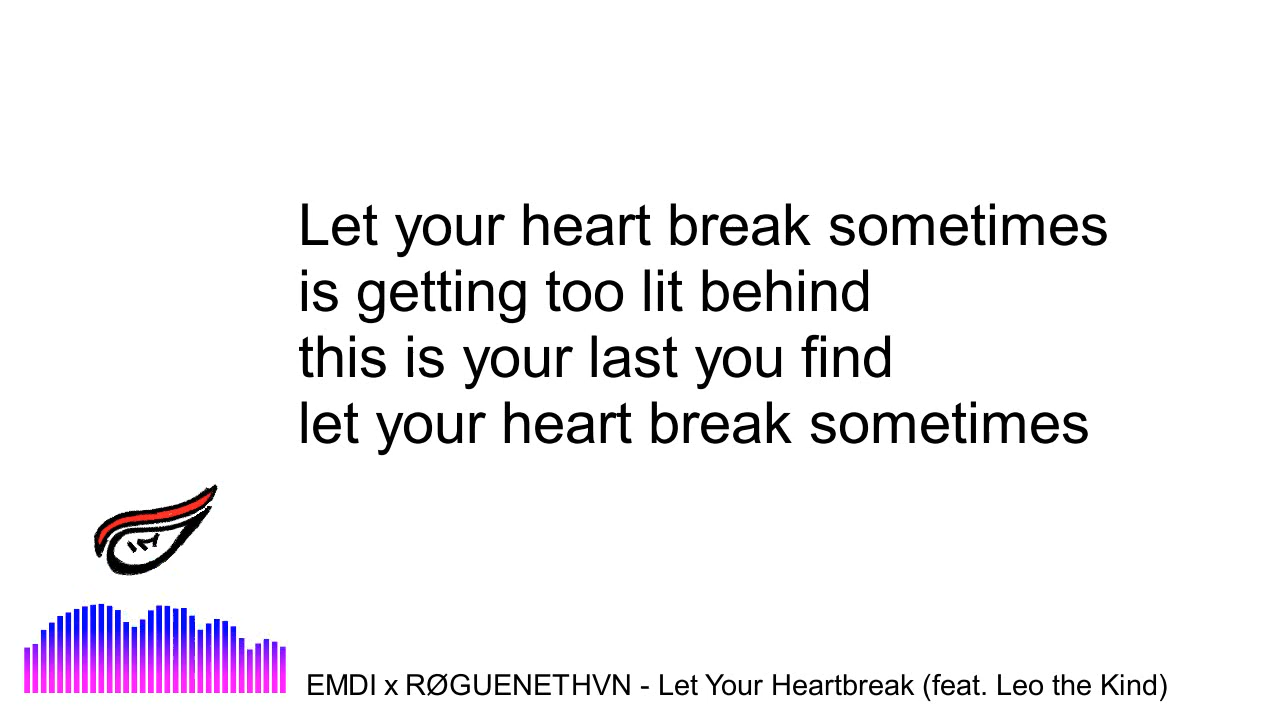 Let your heart break sometimes
is getting too lit behind
this is your last you find
let your heart break sometimes
EMDI x RØGUENETHVN - Let Your Heartbreak (feat. Leo the Kind)